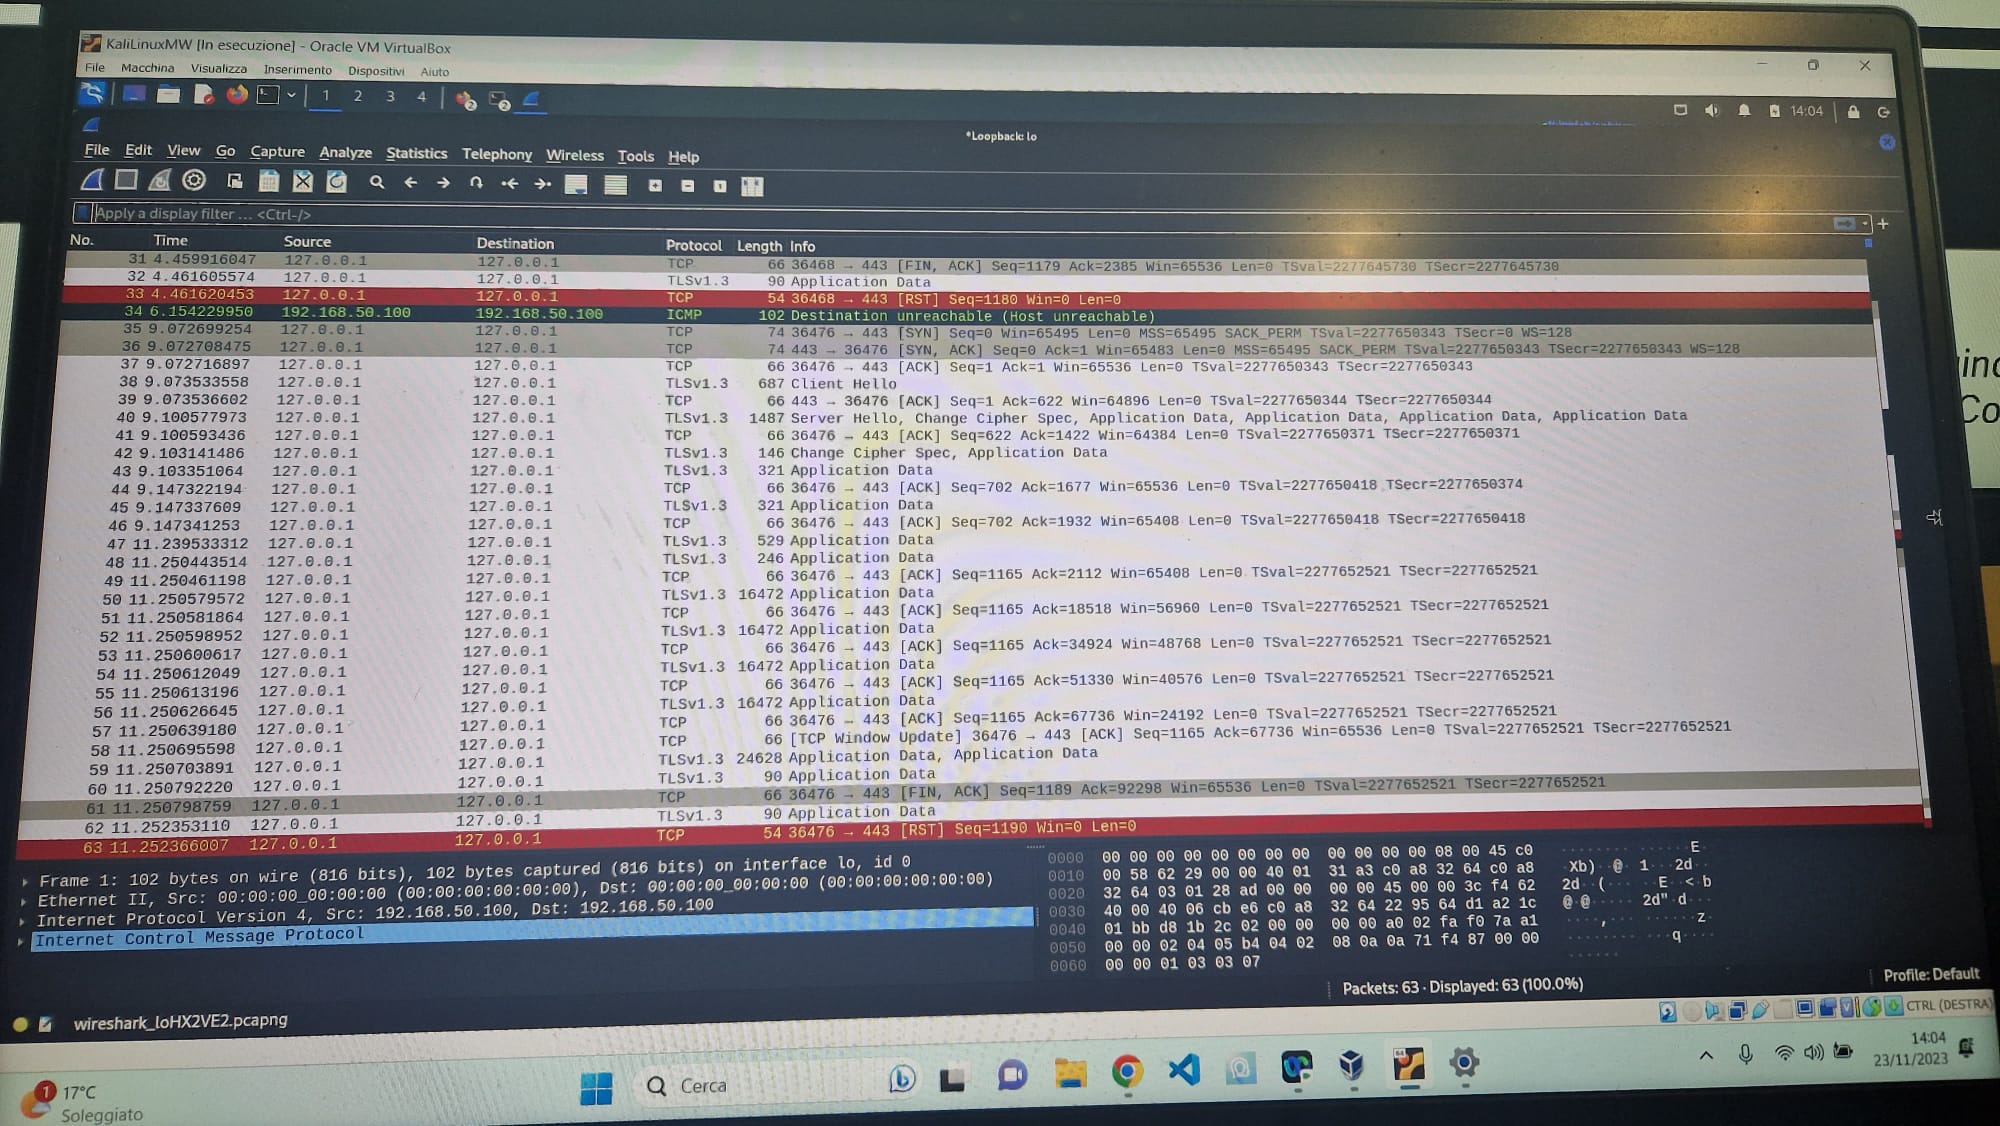 KaliLinuxMW [In esecuzione] - Oracle VM VirtualBox
File Macchina Visualizza Inserimento Dispositivi Aiuto
1 2 3 4 2 2 14:04
*Loopback: lo
File Edit View Go Capture Analyze Statistics Telephony Wireless Tools Help
Apply a display filter ... <Ctrl-/>
No. Time Source Destination Protocol Length Info
31 4.459916047 127.0.0.1 127.0.0.1 TCP 66 36468 → 443 [FIN, ACK] Seq=1179 Ack=2385 Win=65536 Len=0 TSval=2277645730 TSecr=2277645730
32 4.461605574 127.0.0.1 127.0.0.1 TLSv1.3 90 Application Data
33 4.461620453 127.0.0.1 127.0.0.1 TCP 54 36468 → 443 [RST] Seq=1180 Win=0 Len=0
34 6.154229950 192.168.50.100 192.168.50.100 ICMP 102 Destination unreachable (Host unreachable)
35 9.072699254 127.0.0.1 127.0.0.1 TCP 74 36476 → 443 [SYN] Seq=0 Win=65495 Len=0 MSS=65495 SACK_PERM TSval=2277650343 TSecr=0 WS=128
36 9.072708475 127.0.0.1 127.0.0.1 TCP 74 443 → 36476 [SYN, ACK] Seq=0 Ack=1 Win=65483 Len=0 MSS=65495 SACK_PERM TSval=2277650343 TSecr=2277650343 WS=128
37 9.072716897 127.0.0.1 127.0.0.1 TCP 66 36476 → 443 [ACK] Seq=1 Ack=1 Win=65536 Len=0 TSval=2277650343 TSecr=2277650343
38 9.073533558 127.0.0.1 127.0.0.1 TLSv1.3 687 Client Hello
39 9.073536602 127.0.0.1 127.0.0.1 TCP 66 443 → 36476 [ACK] Seq=1 Ack=622 Win=64896 Len=0 TSval=2277650344 TSecr=2277650344
40 9.100577973 127.0.0.1 127.0.0.1 TLSv1.3 1487 Server Hello, Change Cipher Spec, Application Data, Application Data, Application Data, Application Data
41 9.100593436 127.0.0.1 127.0.0.1 TCP 66 36476 → 443 [ACK] Seq=622 Ack=1422 Win=64384 Len=0 TSval=2277650371 TSecr=2277650371
42 9.103141486 127.0.0.1 127.0.0.1 TLSv1.3 146 Change Cipher Spec, Application Data
43 9.103351064 127.0.0.1 127.0.0.1 TLSv1.3 321 Application Data
44 9.147322194 127.0.0.1 127.0.0.1 TCP 66 36476 → 443 [ACK] Seq=702 Ack=1677 Win=65536 Len=0 TSval=2277650418 TSecr=2277650374
45 9.147337609 127.0.0.1 127.0.0.1 TLSv1.3 321 Application Data
46 9.147341253 127.0.0.1 127.0.0.1 TCP 66 36476 → 443 [ACK] Seq=702 Ack=1932 Win=65408 Len=0 TSval=2277650418 TSecr=2277650418
47 11.239533312 127.0.0.1 127.0.0.1 TLSv1.3 529 Application Data
48 11.250443514 127.0.0.1 127.0.0.1 TLSv1.3 246 Application Data
49 11.250461198 127.0.0.1 127.0.0.1 TCP 66 36476 → 443 [ACK] Seq=1165 Ack=2112 Win=65408 Len=0 TSval=2277652521 TSecr=2277652521
50 11.250579572 127.0.0.1 127.0.0.1 TLSv1.3 16472 Application Data
51 11.250581864 127.0.0.1 127.0.0.1 TCP 66 36476 → 443 [ACK] Seq=1165 Ack=18518 Win=56960 Len=0 TSval=2277652521 TSecr=2277652521
52 11.250598952 127.0.0.1 127.0.0.1 TLSv1.3 16472 Application Data
53 11.250600617 127.0.0.1 127.0.0.1 TCP 66 36476 → 443 [ACK] Seq=1165 Ack=34924 Win=48768 Len=0 TSval=2277652521 TSecr=2277652521
54 11.250612049 127.0.0.1 127.0.0.1 TLSv1.3 16472 Application Data
55 11.250613196 127.0.0.1 127.0.0.1 TCP 66 36476 → 443 [ACK] Seq=1165 Ack=51330 Win=40576 Len=0 TSval=2277652521 TSecr=2277652521
56 11.250626645 127.0.0.1 127.0.0.1 TLSv1.3 16472 Application Data
57 11.250639180 127.0.0.1 127.0.0.1 TCP 66 36476 → 443 [ACK] Seq=1165 Ack=67736 Win=24192 Len=0 TSval=2277652521 TSecr=2277652521
58 11.250695598 127.0.0.1 127.0.0.1 TCP 66 [TCP Window Update] 36476 → 443 [ACK] Seq=1165 Ack=67736 Win=65536 Len=0 TSval=2277652521 TSecr=2277652521
59 11.250703891 127.0.0.1 127.0.0.1 TLSv1.3 24628 Application Data, Application Data
60 11.250792220 127.0.0.1 127.0.0.1 TLSv1.3 90 Application Data
61 11.250798759 127.0.0.1 127.0.0.1 TCP 66 36476 → 443 [FIN, ACK] Seq=1189 Ack=92298 Win=65536 Len=0 TSval=2277652521 TSecr=2277652521
62 11.252353110 127.0.0.1 127.0.0.1 TLSv1.3 90 Application Data
63 11.252366007 127.0.0.1 127.0.0.1 TCP 54 36476 → 443 [RST] Seq=1190 Win=0 Len=0
Frame 1: 102 bytes on wire (816 bits), 102 bytes captured (816 bits) on interface lo, id 0
Ethernet II, Src: 00:00:00_00:00:00 (00:00:00:00:00:00), Dst: 00:00:00_00:00:00 (00:00:00:00:00:00)
Internet Protocol Version 4, Src: 192.168.50.100, Dst: 192.168.50.100
Internet Control Message Protocol
0000 00 00 00 00 00 00 00 00 00 00 00 00 08 00 45 c0 ··············E·
0010 00 58 62 29 00 00 40 01 31 a3 c0 a8 32 64 c0 a8 ·Xb)··@·1···2d··
0020 32 64 03 01 28 ad 00 00 00 00 45 00 00 3c f4 62 2d··(·····E··<·b
0030 40 00 40 06 cb e6 c0 a8 32 64 22 95 64 d1 a2 1c @·@·····2d"·d···
0040 01 bb d8 1b 2c 02 00 00 00 00 a0 02 fa f0 7a a1 ····,·········z·
0050 00 00 02 04 05 b4 04 02 08 0a 0a 71 f4 87 00 00 ···········q····
0060 00 00 01 03 03 07 ······
wireshark_loHX2VE2.pcapng
Packets: 63 · Displayed: 63 (100.0%)
Profile: Default
CTRL (DESTRA)
1
17°C
Soleggiato
Cerca
14:04
23/11/2023
Co